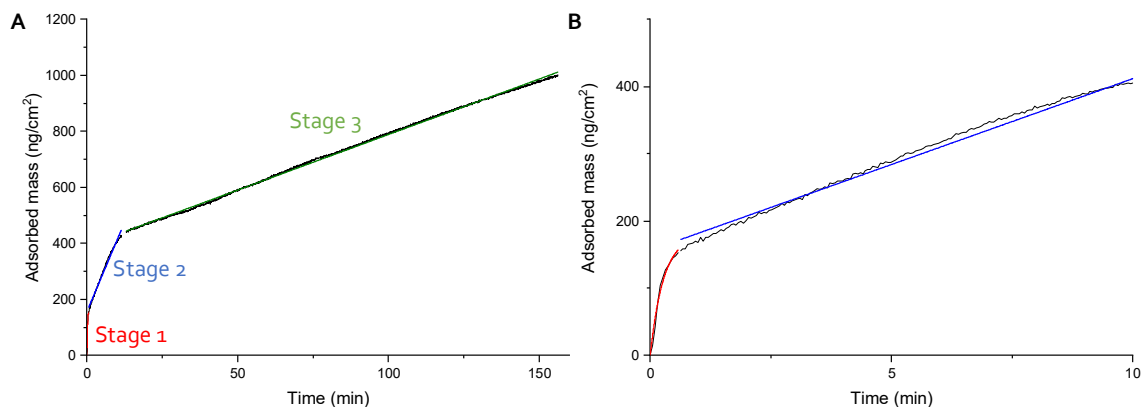 A
1200
1000
800
600
400
200
0
0
50
100
150
Adsorbed mass (ng/cm²)
Time (min)
Stage 3
Stage 2
Stage 1
B
400
200
0
0
5
10
Adsorbed mass (ng/cm²)
Time (min)